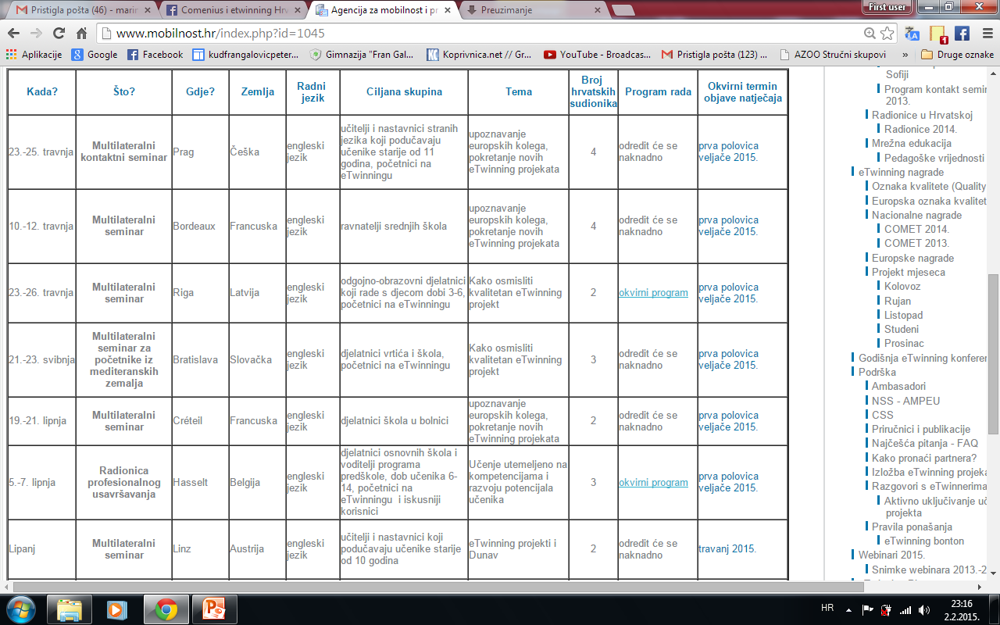 Pristigla pošta (46) - marin
Comenius i etwinning Hrv
Agencija za mobilnost i pr
Preuzimanje
First user
www.mobilnost.hr/index.php?id=1045
Aplikacije
Google
Facebook
kudfrangalovicpeter...
Gimnazija "Fran Gal...
Koprivnica.net // Gr...
YouTube - Broadcas...
Pristigla pošta (123) ...
AZOO Stručni skupovi
»
Druge oznake
Kada?
Što?
Gdje?
Zemlja
Radni
jezik
Ciljana skupina
Tema
Broj
hrvatskih
sudionika
Program rada
Okvirni termin
objave natječaja
23.-25. travnja
Multilateralni
kontaktni seminar
Prag
Češka
engleski
jezik
učitelji i nastavnici stranih
jezika koji podučavaju
učenike starije od 11
godina, početnici na
eTwinningu
upoznavanje
europskih kolega,
pokretanje novih
eTwinning projekata
4
odredit će se
naknadno
prva polovica
veljače 2015.
10.-12. travnja
Multilateralni
seminar
Bordeaux
Francuska
engleski
jezik
ravnatelji srednjih škola
upoznavanje
europskih kolega,
pokretanje novih
eTwinning projekata
4
odredit će se
naknadno
prva polovica
veljače 2015.
23.-26. travnja
Multilateralni
seminar
Riga
Latvija
engleski
jezik
odgojno-obrazovni djelatnici
koji rade s djecom dobi 3-6,
početnici na eTwinningu
Kako osmisliti
kvalitetan eTwinning
projekt
2
okvirni program
prva polovica
veljače 2015.
21.-23. svibnja
Multilateralni
seminar za
početnike iz
mediteranskih
zemalja
Bratislava
Slovačka
engleski
jezik
djelatnici vrtića i škola,
početnici na eTwinningu
Kako osmisliti
kvalitetan eTwinning
projekt
3
odredit će se
naknadno
prva polovica
veljače 2015.
19.-21. lipnja
Multilateralni
seminar
Créteil
Francuska
engleski
jezik
djelatnici škola u bolnici
upoznavanje
europskih kolega,
pokretanje novih
eTwinning projekata
2
odredit će se
naknadno
prva polovica
veljače 2015.
5.-7. lipnja
Radionica
profesionalnog
usavršavanja
Hasselt
Belgija
engleski
jezik
djelatnici osnovnih škola i
voditelji programa
predškole, dob učenika 6-
14, početnici na
eTwinningu i iskusniji
korisnici
Učenje utemeljeno na
kompetencijama i
razvoju potencijala
učenika
3
okvirni program
prva polovica
veljače 2015.
Lipanj
Multilateralni
seminar
Linz
Austrija
engleski
jezik
učitelji i nastavnici koji
podučavaju učenike starije
od 10 godina
eTwinning projekti i
Dunav
2
odredit će se
naknadno
travanj 2015.
Sofiji
Program kontakt semin
2013.
Radionice u Hrvatskoj
Radionice 2014.
Mrežna edukacija
Pedagoške vrijednosti
eTwinning nagrade
Oznaka kvalitete (Quality
Europska oznaka kvalitet
Nacionalne nagrade
COMET 2014.
COMET 2013.
Europske nagrade
Projekt mjeseca
Kolovoz
Rujan
Listopad
Studeni
Prosinac
Godišnja eTwinning konferen
Podrška
Ambasadori
NSS - AMPEU
CSS
Priručnici i publikacije
Najčešća pitanja - FAQ
Kako pronaći partnera?
Izložba eTwinning projeka
Razgovori s eTwinnerima
Aktivno uključivanje uč
projekta
Pravila ponašanja
eTwinning bonton
Webinari 2015.
Snimke webinara 2013.-2
HR
23:16
2.2.2015.